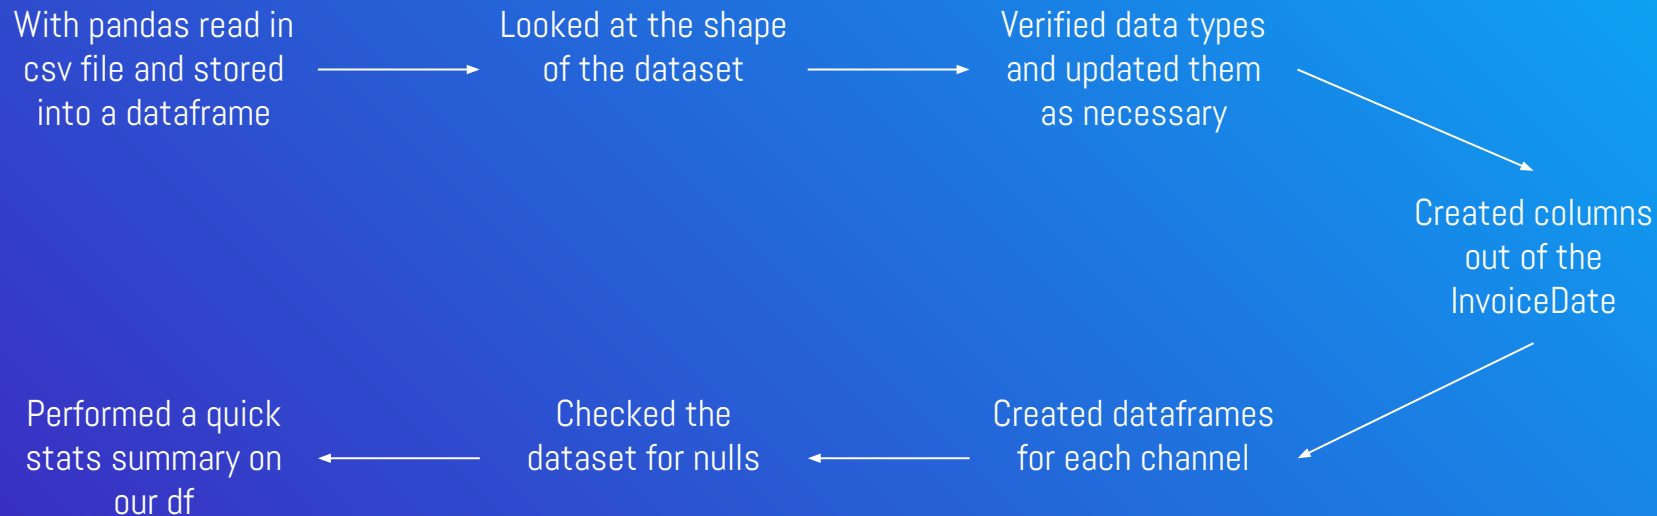 With pandas read in
csv file and stored
into a dataframe
Looked at the shape
of the dataset
Verified data types
and updated them
as necessary
Created columns
out of the
InvoiceDate
Created dataframes
for each channel
Checked the
dataset for nulls
Performed a quick
stats summary on
our df